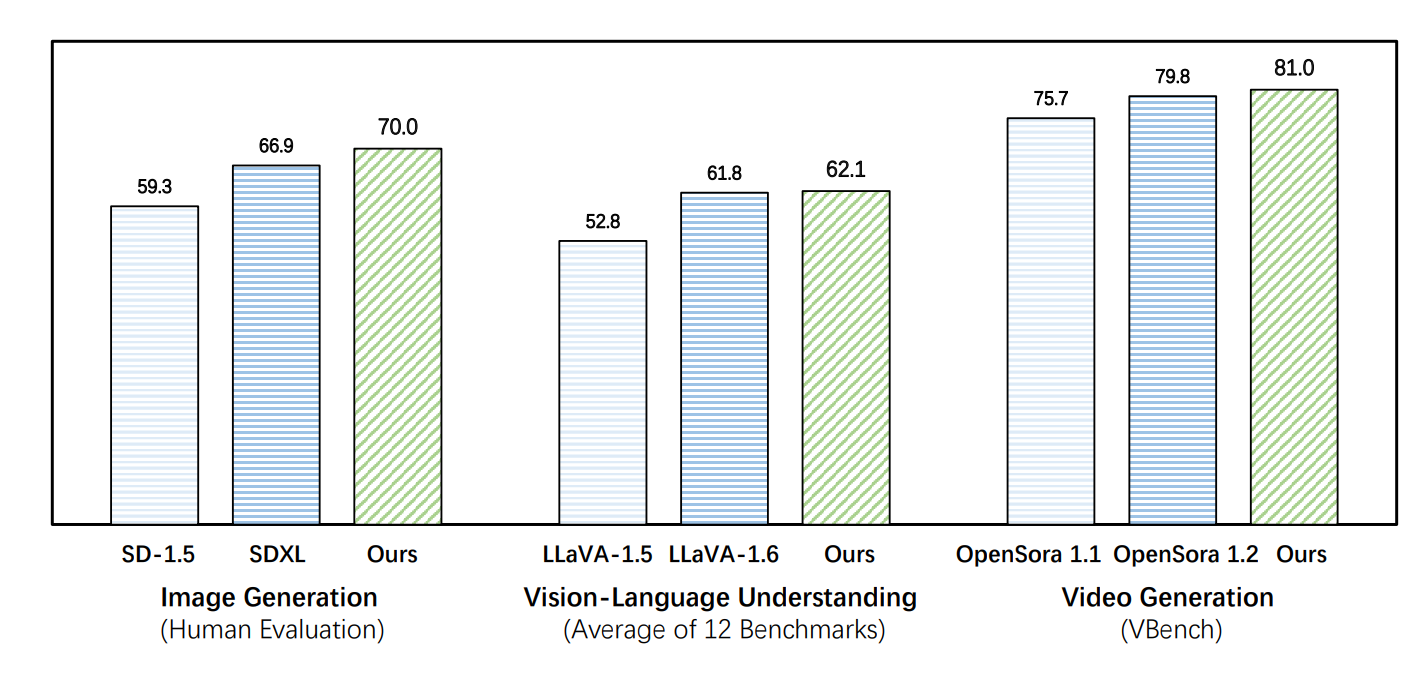 59.3
66.9
70.0
52.8
61.8
62.1
75.7
79.8
81.0
SD-1.5 SDXL Ours
LLaVA-1.5 LLaVA-1.6 Ours
OpenSora 1.1 OpenSora 1.2 Ours
Image Generation
(Human Evaluation)
Vision-Language Understanding
(Average of 12 Benchmarks)
Video Generation
(VBench)